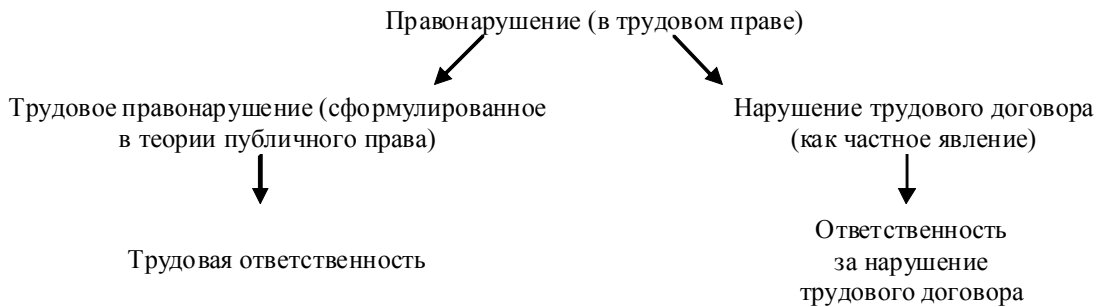 Правонарушение (в трудовом праве)
Трудовое правонарушение (сформулированное
в теории публичного права)
Нарушение трудового договора
(как частное явление)
Трудовая ответственность
Ответственность
за нарушение
трудового договора